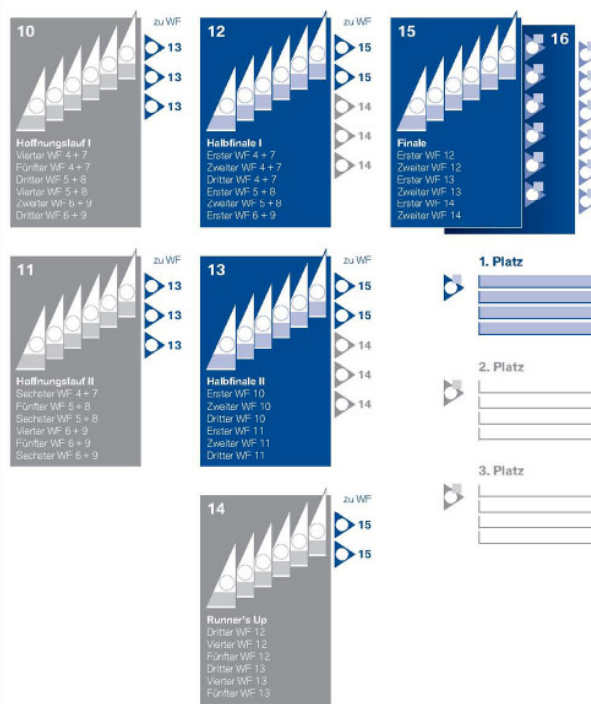 10
zu WF
13
13
13
Hoffnungslauf I
Vierter WF 4 + 7
Fünfter WF 4 + 7
Dritter WF 5 + 8
Vierter WF 5 + 8
Zweiter WF 6 + 9
Dritter WF 6 + 9
12
zu WF
15
15
14
14
14
Halbfinale I
Erster WF 4 + 7
Zweiter WF 4 + 7
Dritter WF 4 + 7
Erster WF 5 + 8
Zweiter WF 5 + 8
Erster WF 6 + 9
15
16
Finale
Erster WF 12
Zweiter WF 12
Erster WF 13
Zweiter WF 13
Erster WF 14
Zweiter WF 14
11
zu WF
13
13
13
Hoffnungslauf II
Sechster WF 4 + 7
Fünfter WF 5 + 8
Sechster WF 5 + 8
Vierter WF 6 + 9
Fünfter WF 6 + 9
Sechster WF 6 + 9
13
zu WF
15
15
14
14
14
Halbfinale II
Erster WF 10
Zweiter WF 10
Dritter WF 10
Erster WF 11
Zweiter WF 11
Dritter WF 11
1. Platz
2. Platz
3. Platz
14
zu WF
15
15
Runner's Up
Dritter WF 12
Vierter WF 12
Fünfter WF 12
Dritter WF 13
Vierter WF 13
Fünfter WF 13